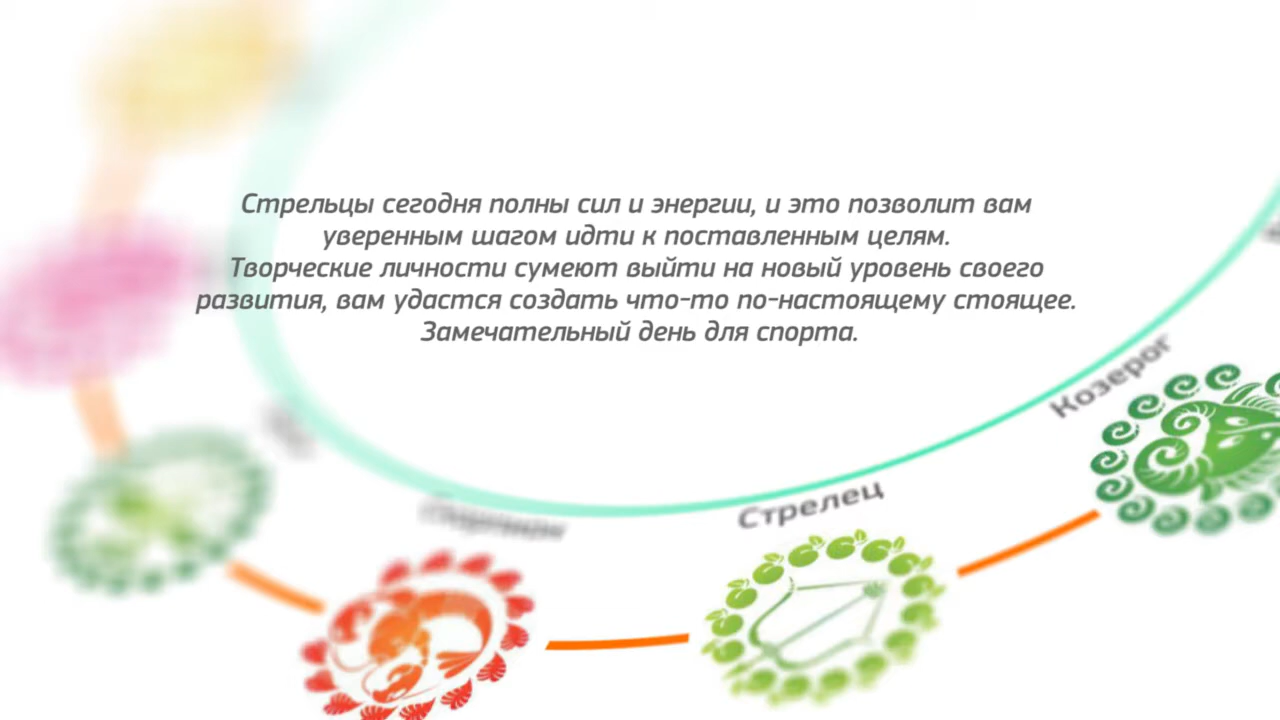 Стрельцы сегодня полны сил и энергии, и это позволит вам
уверенным шагом идти к поставленным целям.
Творческие личности сумеют выйти на новый уровень своего
развития, вам удастся создать что-то по-настоящему стоящее.
Замечательный день для спорта.
Козерог
Стрелец
Скорпион